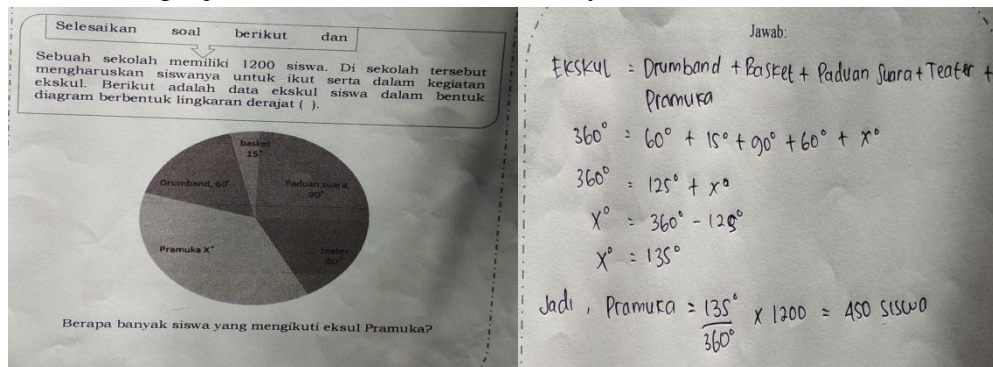 Selesaikan soal berikut dan
Sebuah sekolah memiliki 1200 siswa. Di sekolah tersebut
mengharuskan siswanya untuk ikut serta dalam kegiatan
ekskul. Berikut adalah data ekskul siswa dalam bentuk
diagram berbentuk lingkaran derajat ( ).
basket
15°
Drumband, 60°
Paduan suara,
90°
Pramuka X°
teater
60°
Berapa banyak siswa yang mengikuti eksul Pramuka?
Jawab:
Ekskul = Drumband + Basket + Paduan Suara + Teater +
Pramuka
360° = 60° + 15° + 90° + 60° + x°
360° = 125° + x°
x° = 360° - 125°
x° = 135°
Jadi, Pramuka = 135° × 1200 = 450 siswa
360°